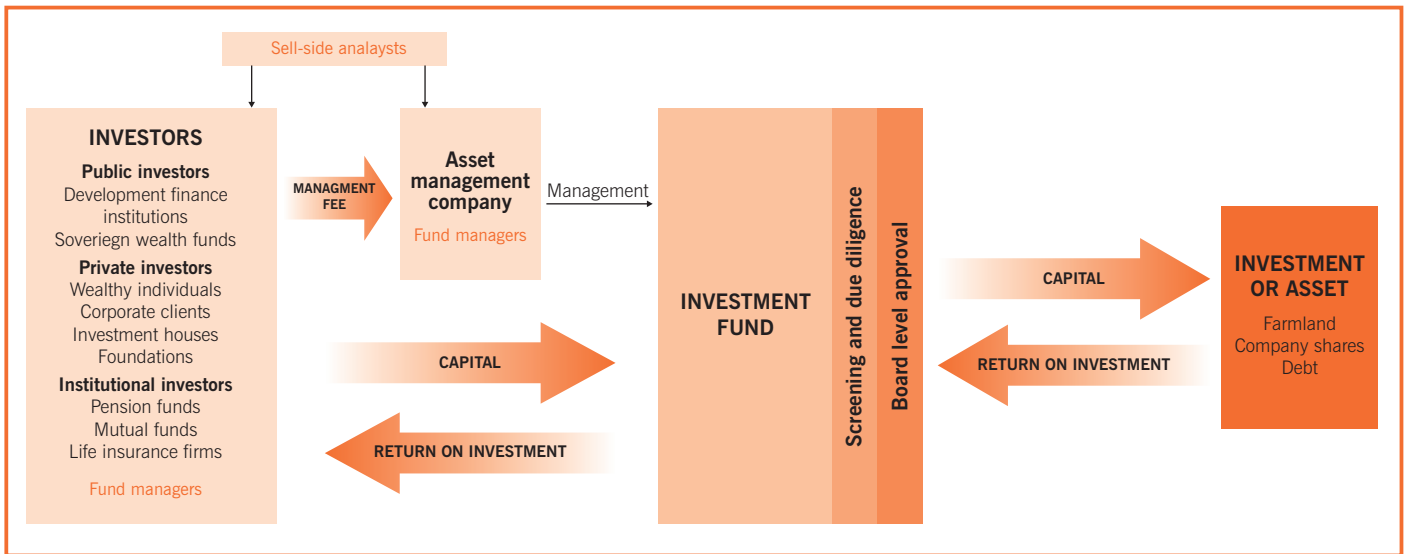 Sell-side analaysts
INVESTORS
Public investors
Development finance
institutions
Soveriegn wealth funds
Private investors
Wealthy individuals
Corporate clients
Investment houses
Foundations
Institutional investors
Pension funds
Mutual funds
Life insurance firms
Fund managers
MANAGMENT
FEE
Asset
management
company
Fund managers
Management
CAPITAL
RETURN ON INVESTMENT
INVESTMENT
FUND
Screening and due diligence
Board level approval
CAPITAL
RETURN ON INVESTMENT
INVESTMENT
OR ASSET
Farmland
Company shares
Debt